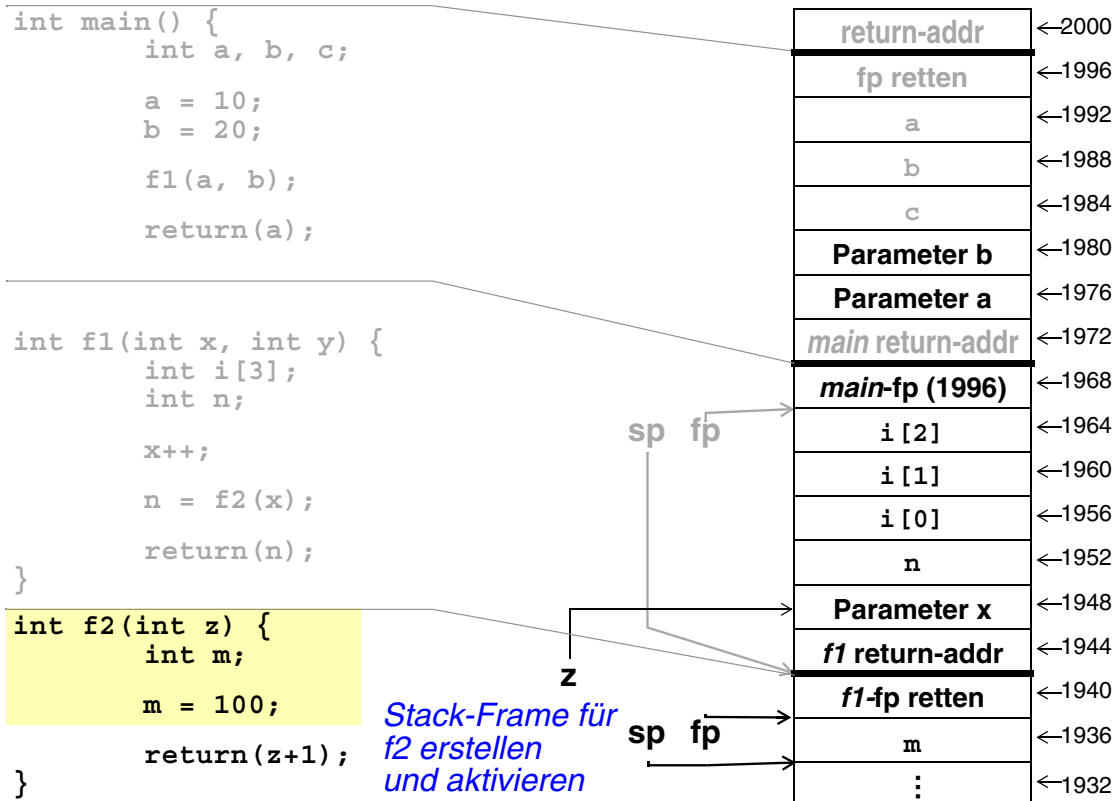 int main() {
int a, b, c;
a = 10;
b = 20;
f1(a, b);
return(a);
int f1(int x, int y) {
int i[3];
int n;
x++;
n = f2(x);
return(n);
}
int f2(int z) {
int m;
m = 100;
return(z+1);
}
Stack-Frame für
f2 erstellen
und aktivieren
sp fp
z
sp fp
return-addr ←2000
fp retten ←1996
a ←1992
b ←1988
c ←1984
Parameter b ←1980
Parameter a ←1976
main return-addr ←1972
main-fp (1996) ←1968
i[2] ←1964
i[1] ←1960
i[0] ←1956
n ←1952
Parameter x ←1948
f1 return-addr ←1944
f1-fp retten ←1940
m ←1936
⋮ ←1932